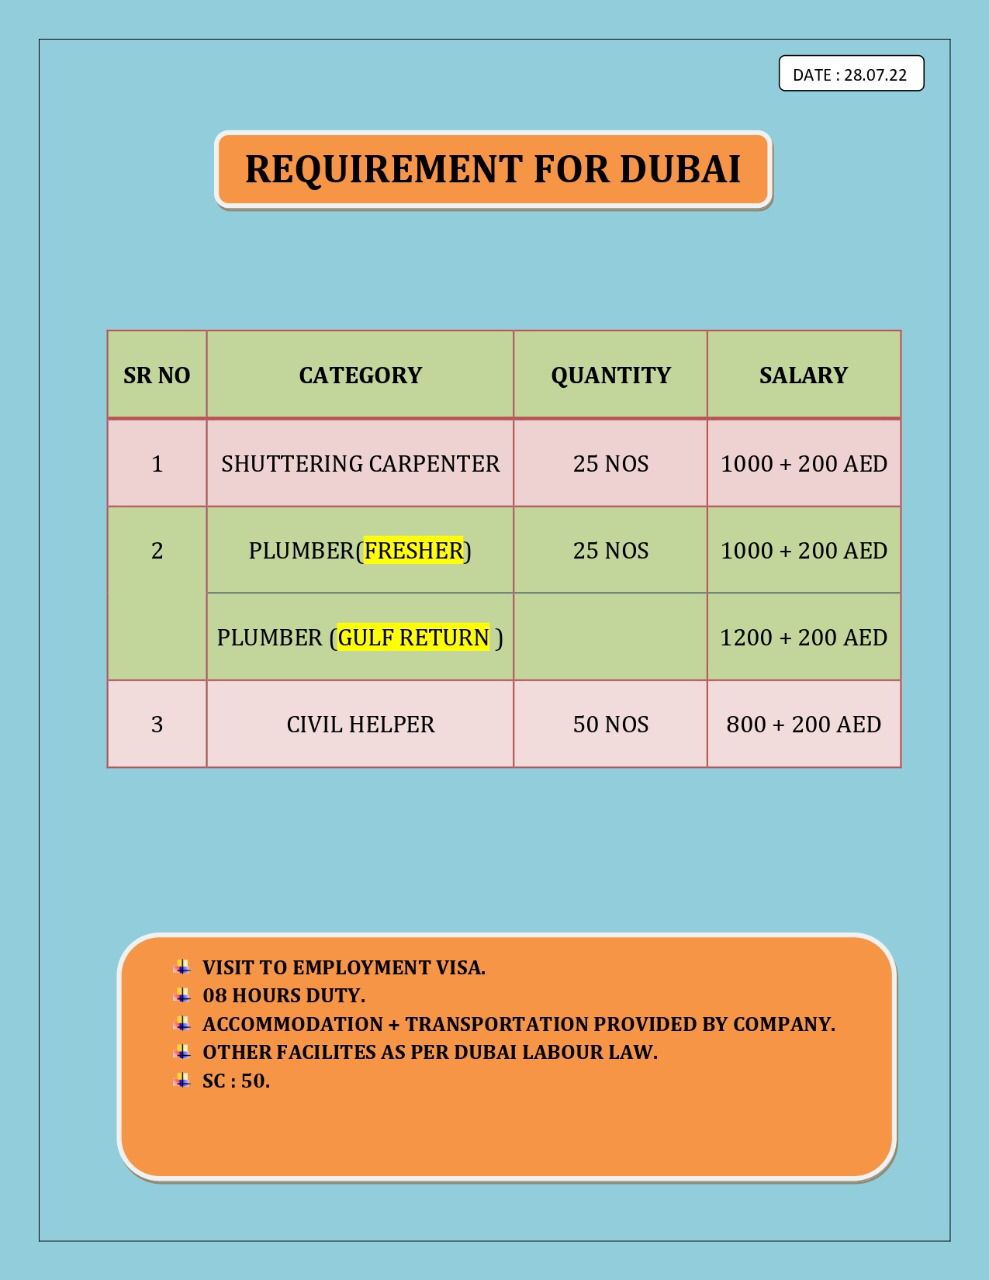 DATE : 28.07.22
REQUIREMENT FOR DUBAI
SR NO CATEGORY QUANTITY SALARY
1 SHUTTERING CARPENTER 25 NOS 1000 + 200 AED
2 PLUMBER(FRESHER) 25 NOS 1000 + 200 AED
PLUMBER (GULF RETURN ) 1200 + 200 AED
3 CIVIL HELPER 50 NOS 800 + 200 AED
VISIT TO EMPLOYMENT VISA.
08 HOURS DUTY.
ACCOMMODATION + TRANSPORTATION PROVIDED BY COMPANY.
OTHER FACILITES AS PER DUBAI LABOUR LAW.
SC : 50.